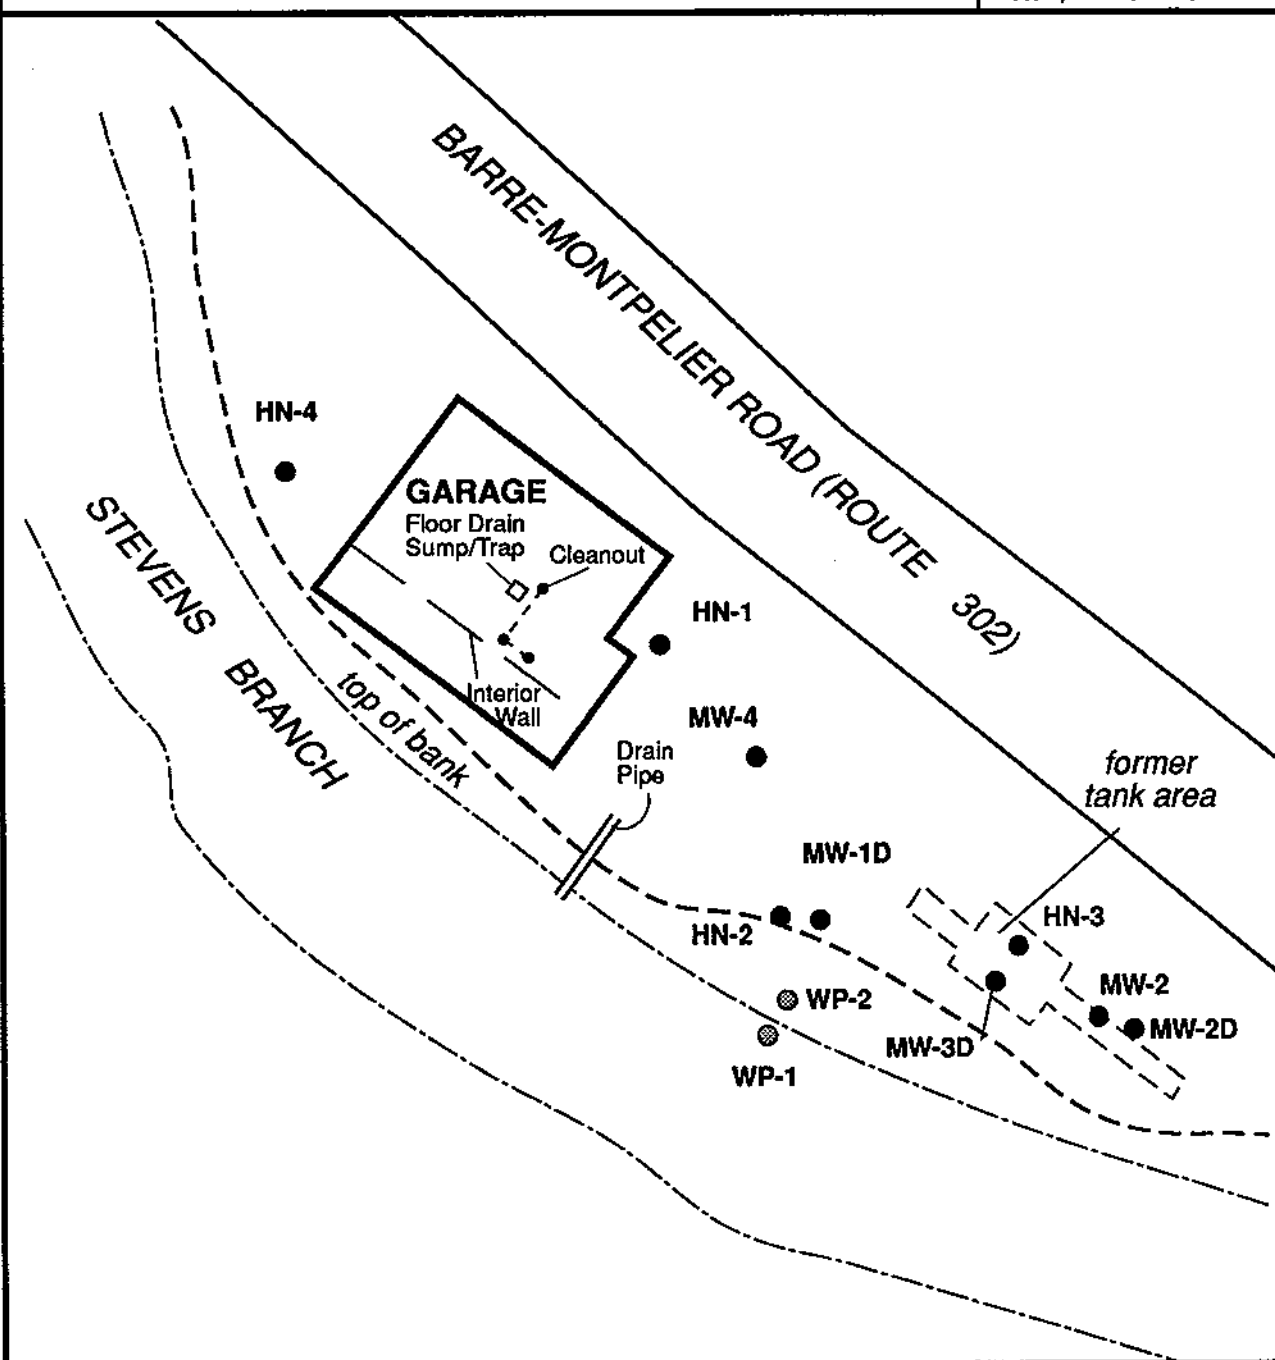 BARRE-MONTPELIER ROAD (ROUTE 302)
HN-4
GARAGE
Floor Drain
Sump/Trap
Cleanout
HN-1
STEVENS BRANCH
top of bank
Interior
Wall
MW-4
Drain
Pipe
former
tank area
MW-1D
HN-2
HN-3
WP-2
MW-2
MW-2D
MW-3D
WP-1